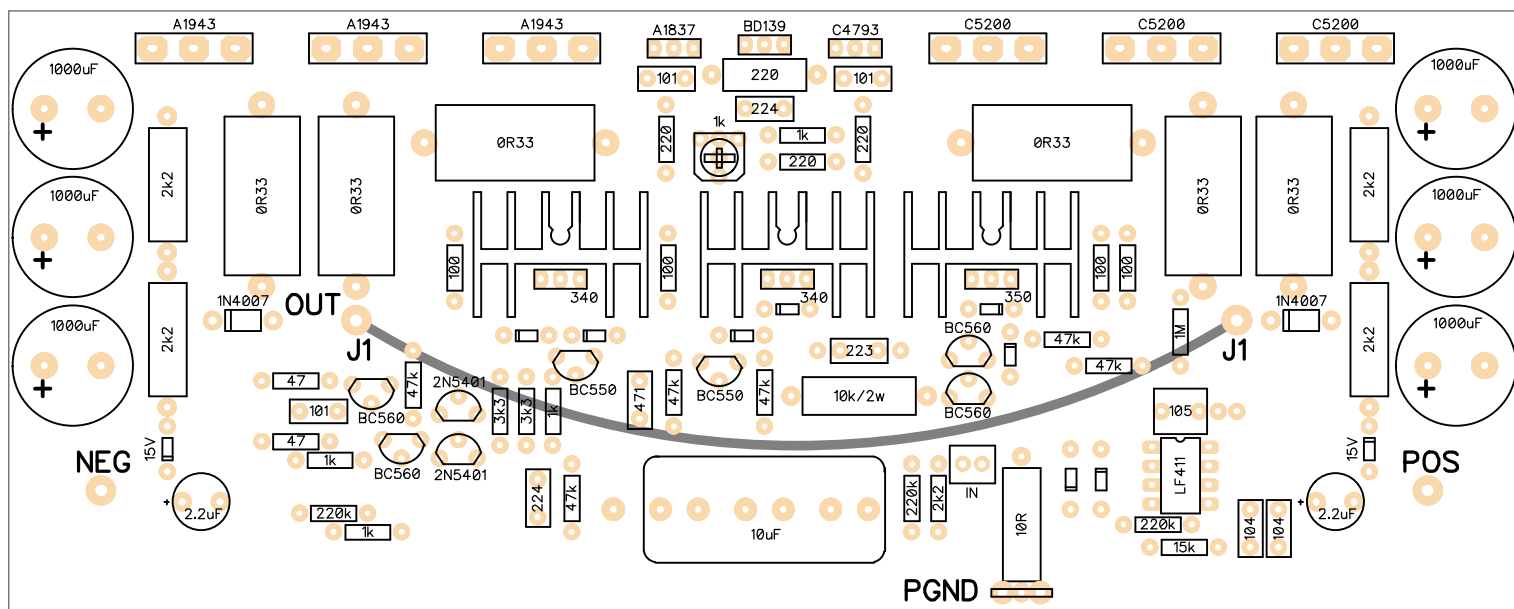 A1943
A1943
A1943
A1837
BD139
C4793
C5200
C5200
C5200
1000uF
101
220
101
1000uF
224
1k
1k
220
220
220
0R33
0R33
2k2
0R33
0R33
0R33
0R33
2k2
1000uF
1000uF
100
100
100
100
340
340
350
1N4007
OUT
1N4007
1000uF
2k2
J1
BC560
47k
1M
J1
2k2
1000uF
223
47k
47
47k
2N5401
BC550
471
47k
BC550
47k
10k/2w
BC560
101
BC560
3k3
3k3
1k
105
47
1k
BC560
2N5401
15V
NEG
15V
POS
IN
LF411
+
2.2uF
220k
1k
224
47k
10uF
220k
2k2
10R
220k
15k
104
104
+
2.2uF
PGND